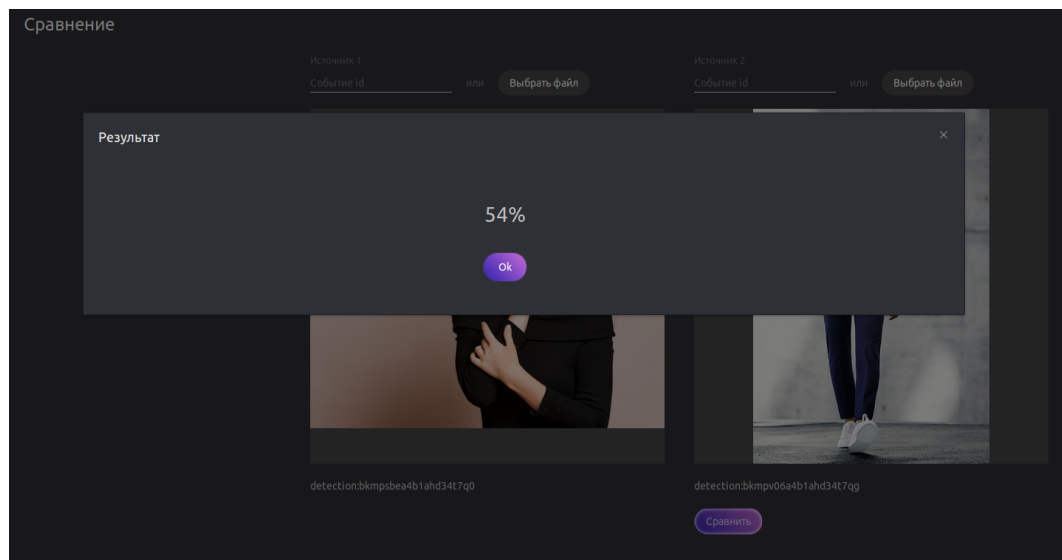 Сравнение
Источник 1
Событие id или Выбрать файл
Источник 2
Событие id или Выбрать файл
Результат
×
54%
Ok
detection:bkmpsbea4b1ahd34t7q0
detection:bkmpv06a4b1ahd34t7qg
Сравнить